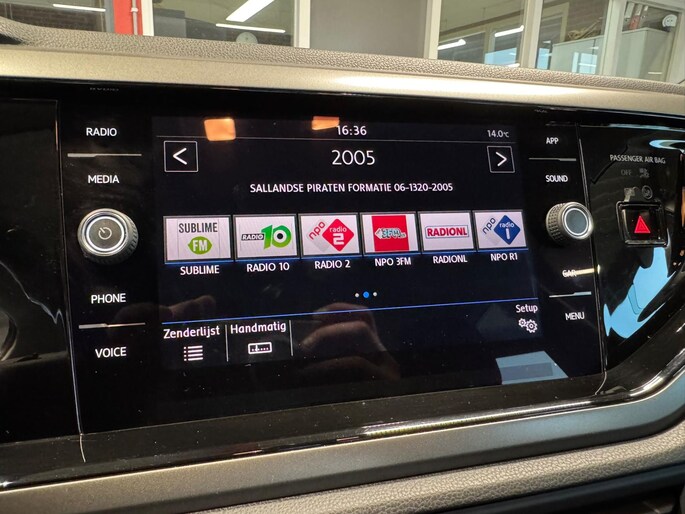 RADIO
MEDIA
PHONE
VOICE
16:36
14.0°C
2005
SALLANDSE PIRATEN FORMATIE 06-1320-2005
SUBLIME FM
RADIO 10
npo radio 2
3FM
RADIONL
npo radio 1
SUBLIME
RADIO 10
RADIO 2
NPO 3FM
RADIONL
NPO R1
Zenderlijst
Handmatig
Setup
APP
SOUND
CAR
MENU
PASSENGER AIR BAG
OFF